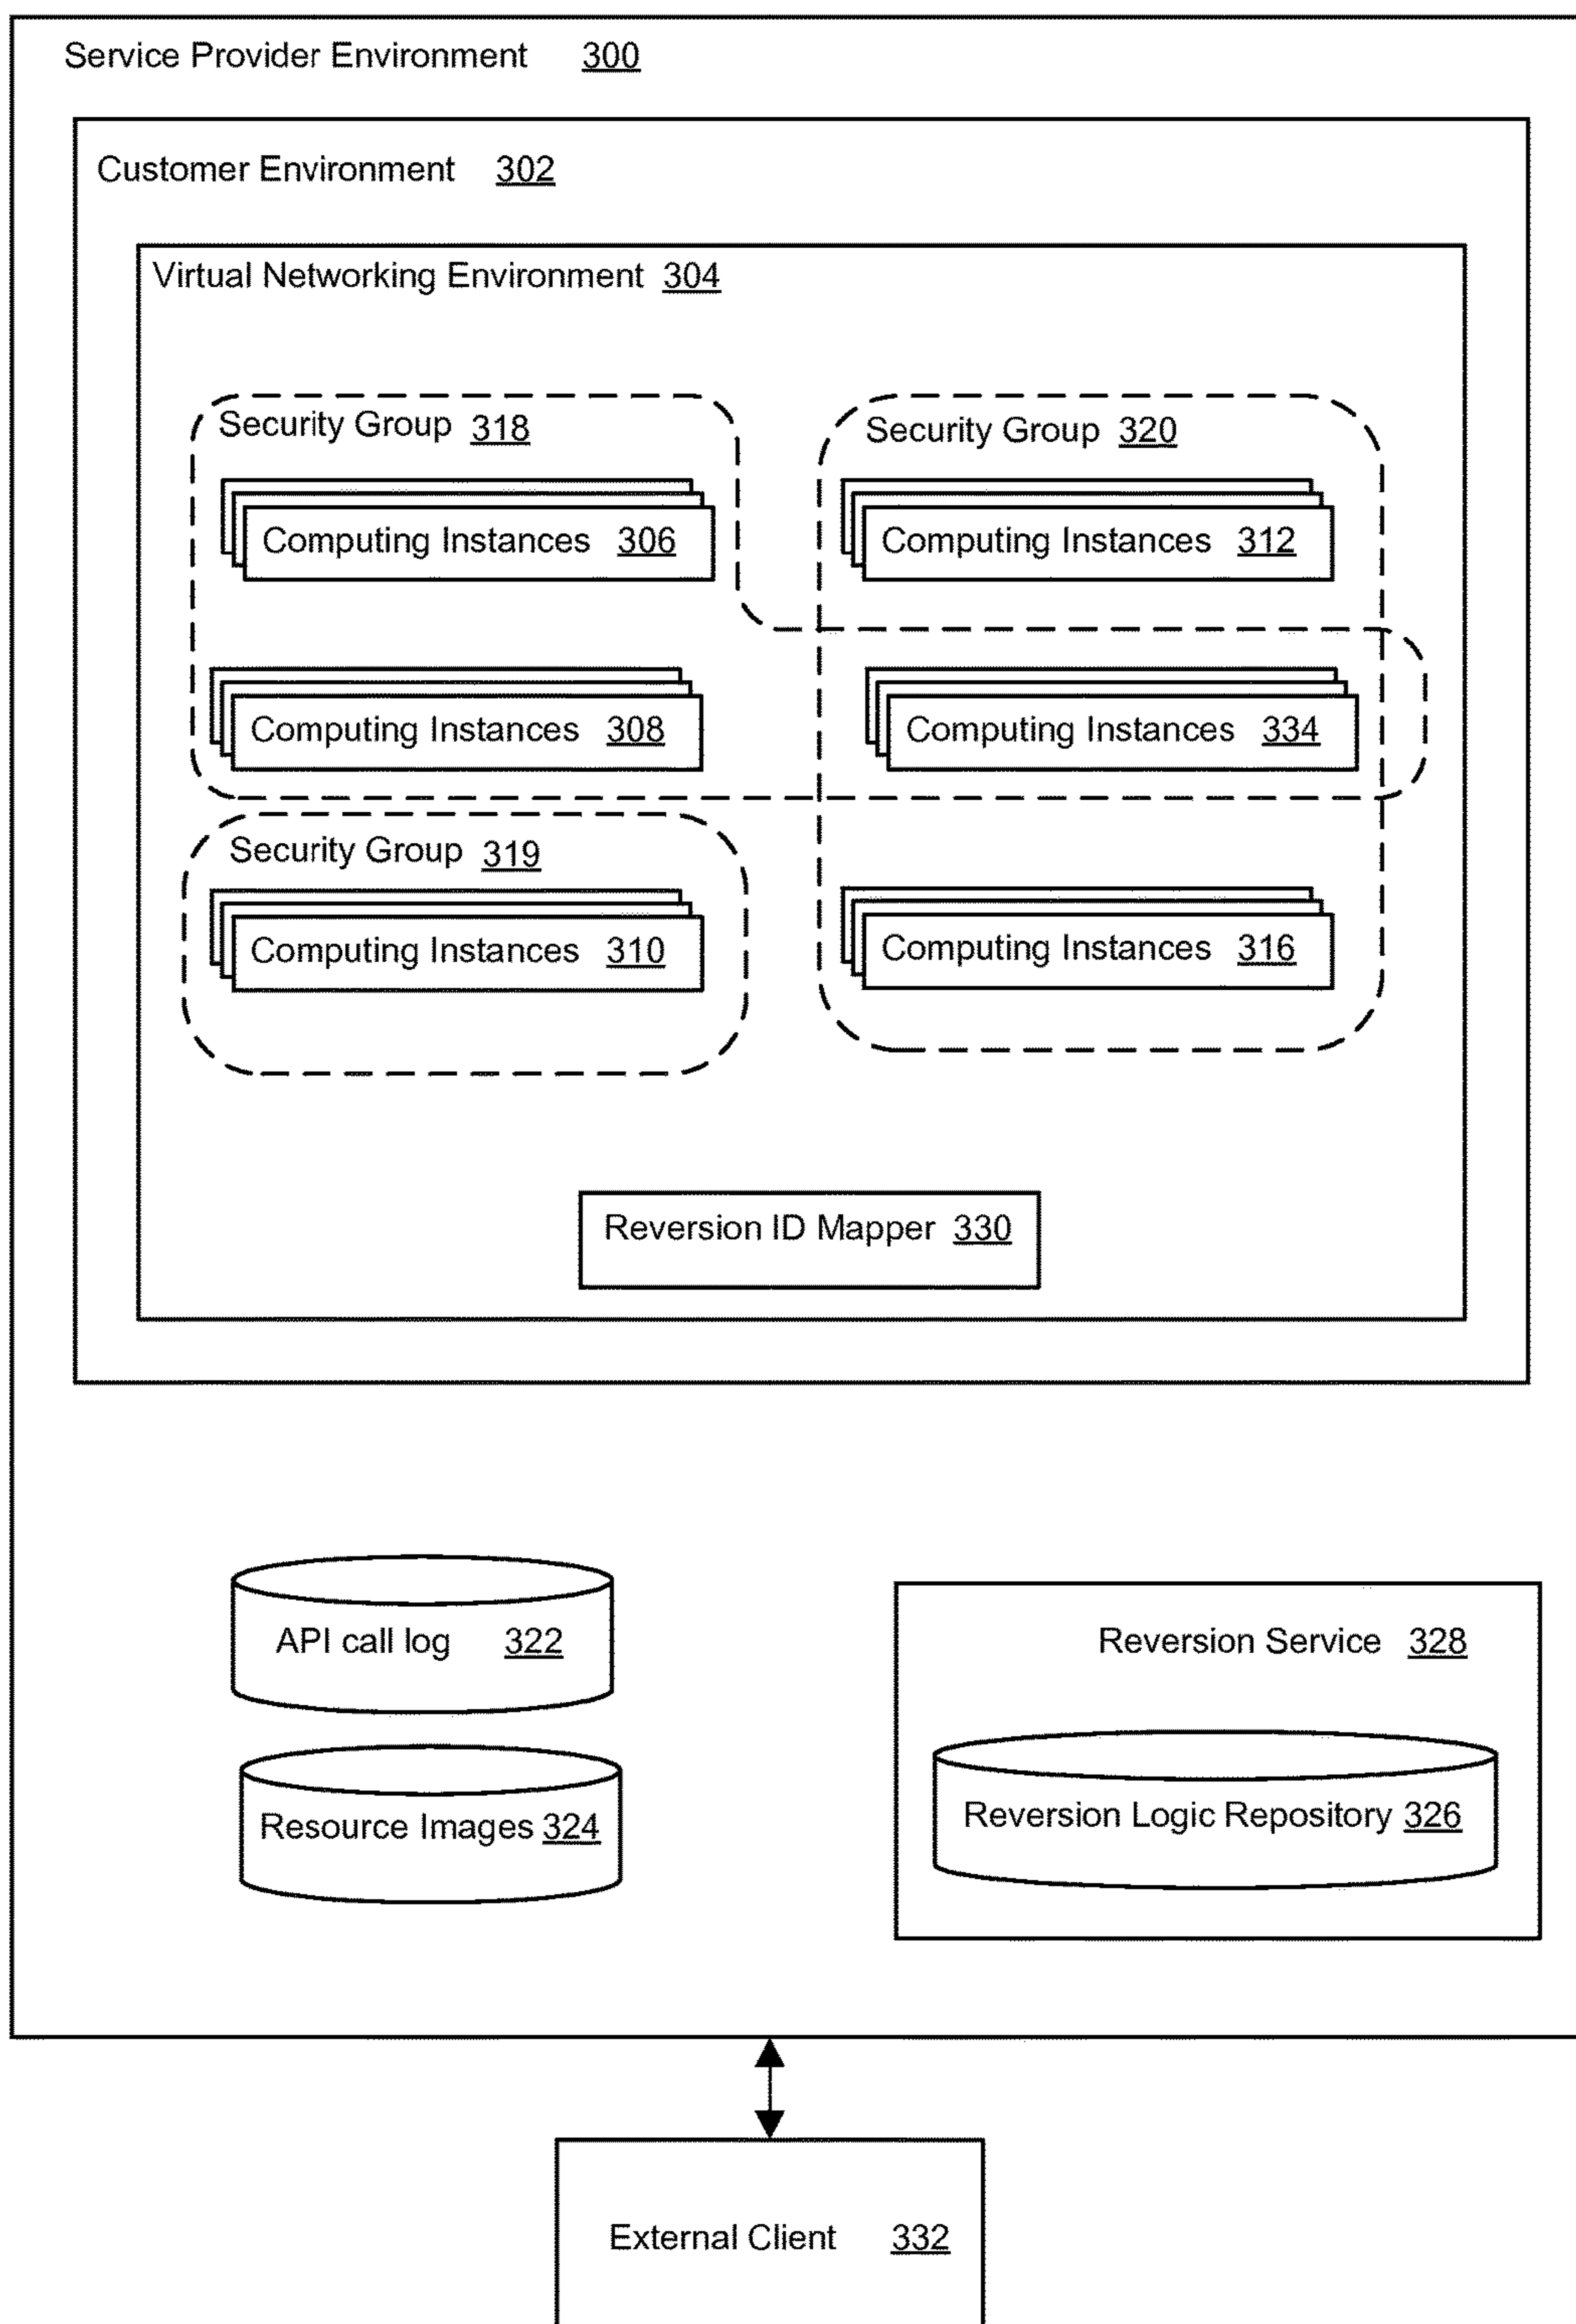 Service Provider Environment 300
Customer Environment 302
Virtual Networking Environment 304
Security Group 318
Security Group 320
Computing Instances 306
Computing Instances 312
Computing Instances 308
Computing Instances 334
Security Group 319
Computing Instances 310
Computing Instances 316
Reversion ID Mapper 330
API call log 322
Reversion Service 328
Resource Images 324
Reversion Logic Repository 326
External Client 332